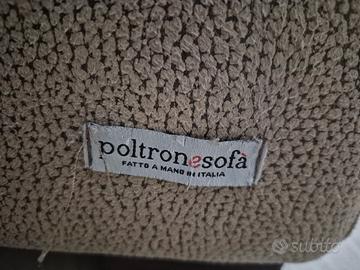 poltronesofà
FATTO A MANO IN ITALIA
subito